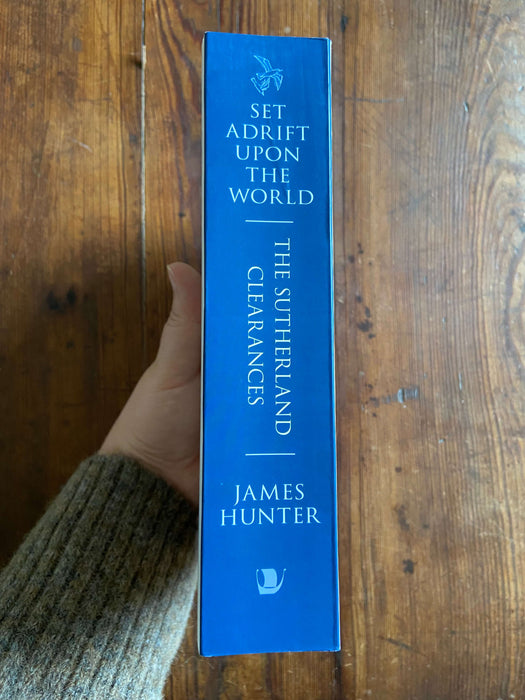 SET
ADRIFT
UPON
THE
WORLD
THE SUTHERLAND
CLEARANCES
JAMES
HUNTER